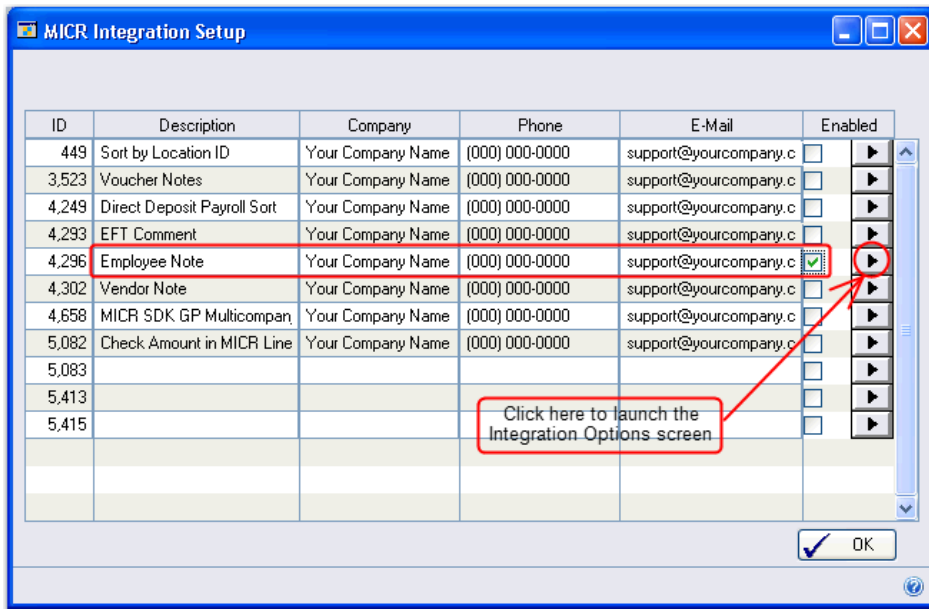 MICR Integration Setup
ID Description Company Phone E-Mail Enabled
449 Sort by Location ID Your Company Name (000) 000-0000 support@yourcompany.c
3,523 Voucher Notes Your Company Name (000) 000-0000 support@yourcompany.c
4,249 Direct Deposit Payroll Sort Your Company Name (000) 000-0000 support@yourcompany.c
4,293 EFT Comment Your Company Name (000) 000-0000 support@yourcompany.c
4,296 Employee Note Your Company Name (000) 000-0000 support@yourcompany.c
4,302 Vendor Note Your Company Name (000) 000-0000 support@yourcompany.c
4,658 MICR SDK GP Multicompan Your Company Name (000) 000-0000 support@yourcompany.c
5,082 Check Amount in MICR Line Your Company Name (000) 000-0000 support@yourcompany.c
5,083
5,413
5,415
Click here to launch the
Integration Options screen
OK